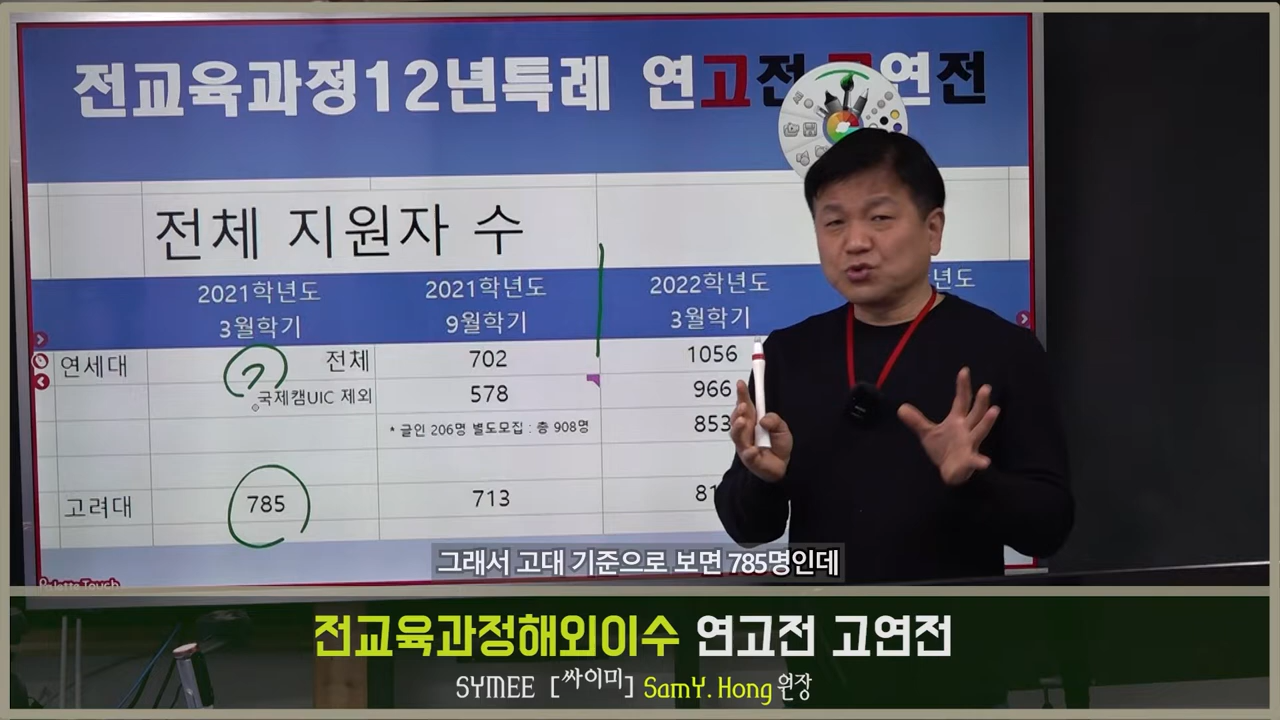 전교육과정12년특례 연고전 고연전
전체 지원자 수
2021학년도 3월학기
2021학년도 9월학기
2022학년도 3월학기
년도
연세대 ? 전체 702 1056
국제캠UIC 제외 578 966
* 글인 206명 별도모집 : 총 908명 853
고려대 785 713 81
그래서 고대 기준으로 보면 785명인데
Palette Touch
전교육과정해외이수 연고전 고연전
SYMEE [싸이미] SamY. Hong 원장